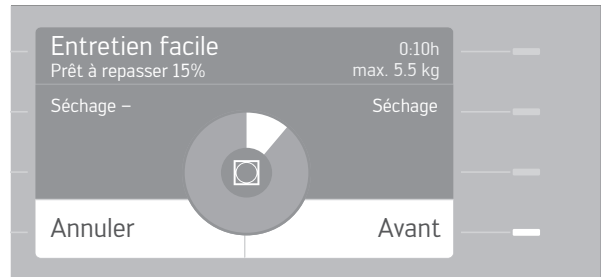 Entretien facile 0:10h
Prêt à repasser 15% max. 5.5 kg
Séchage – Séchage
Annuler Avant